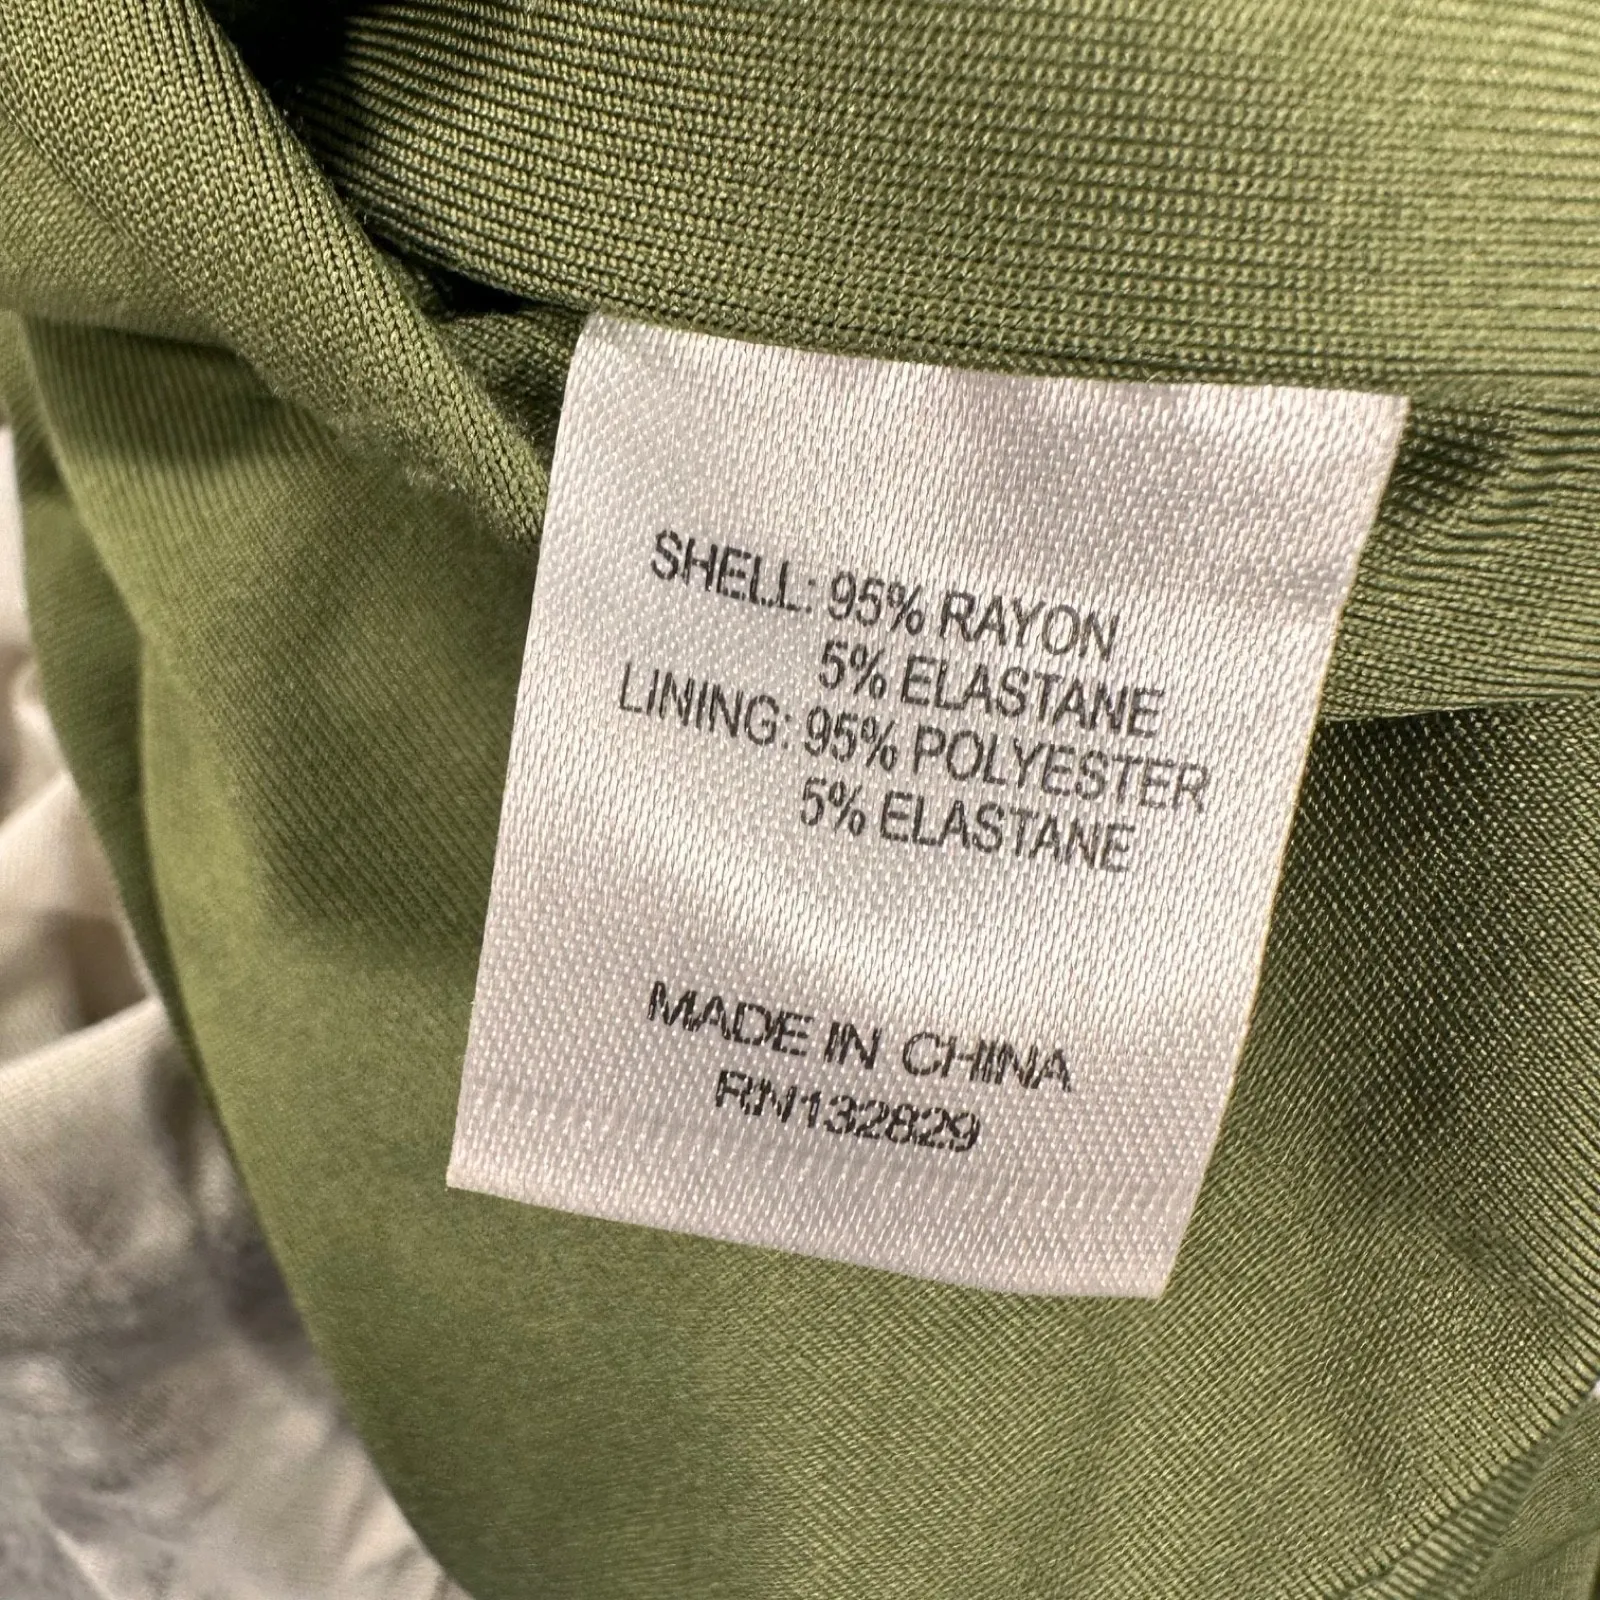 SHELL: 95% RAYON
5% ELASTANE
LINING: 95% POLYESTER
5% ELASTANE
MADE IN CHINA
RN132829